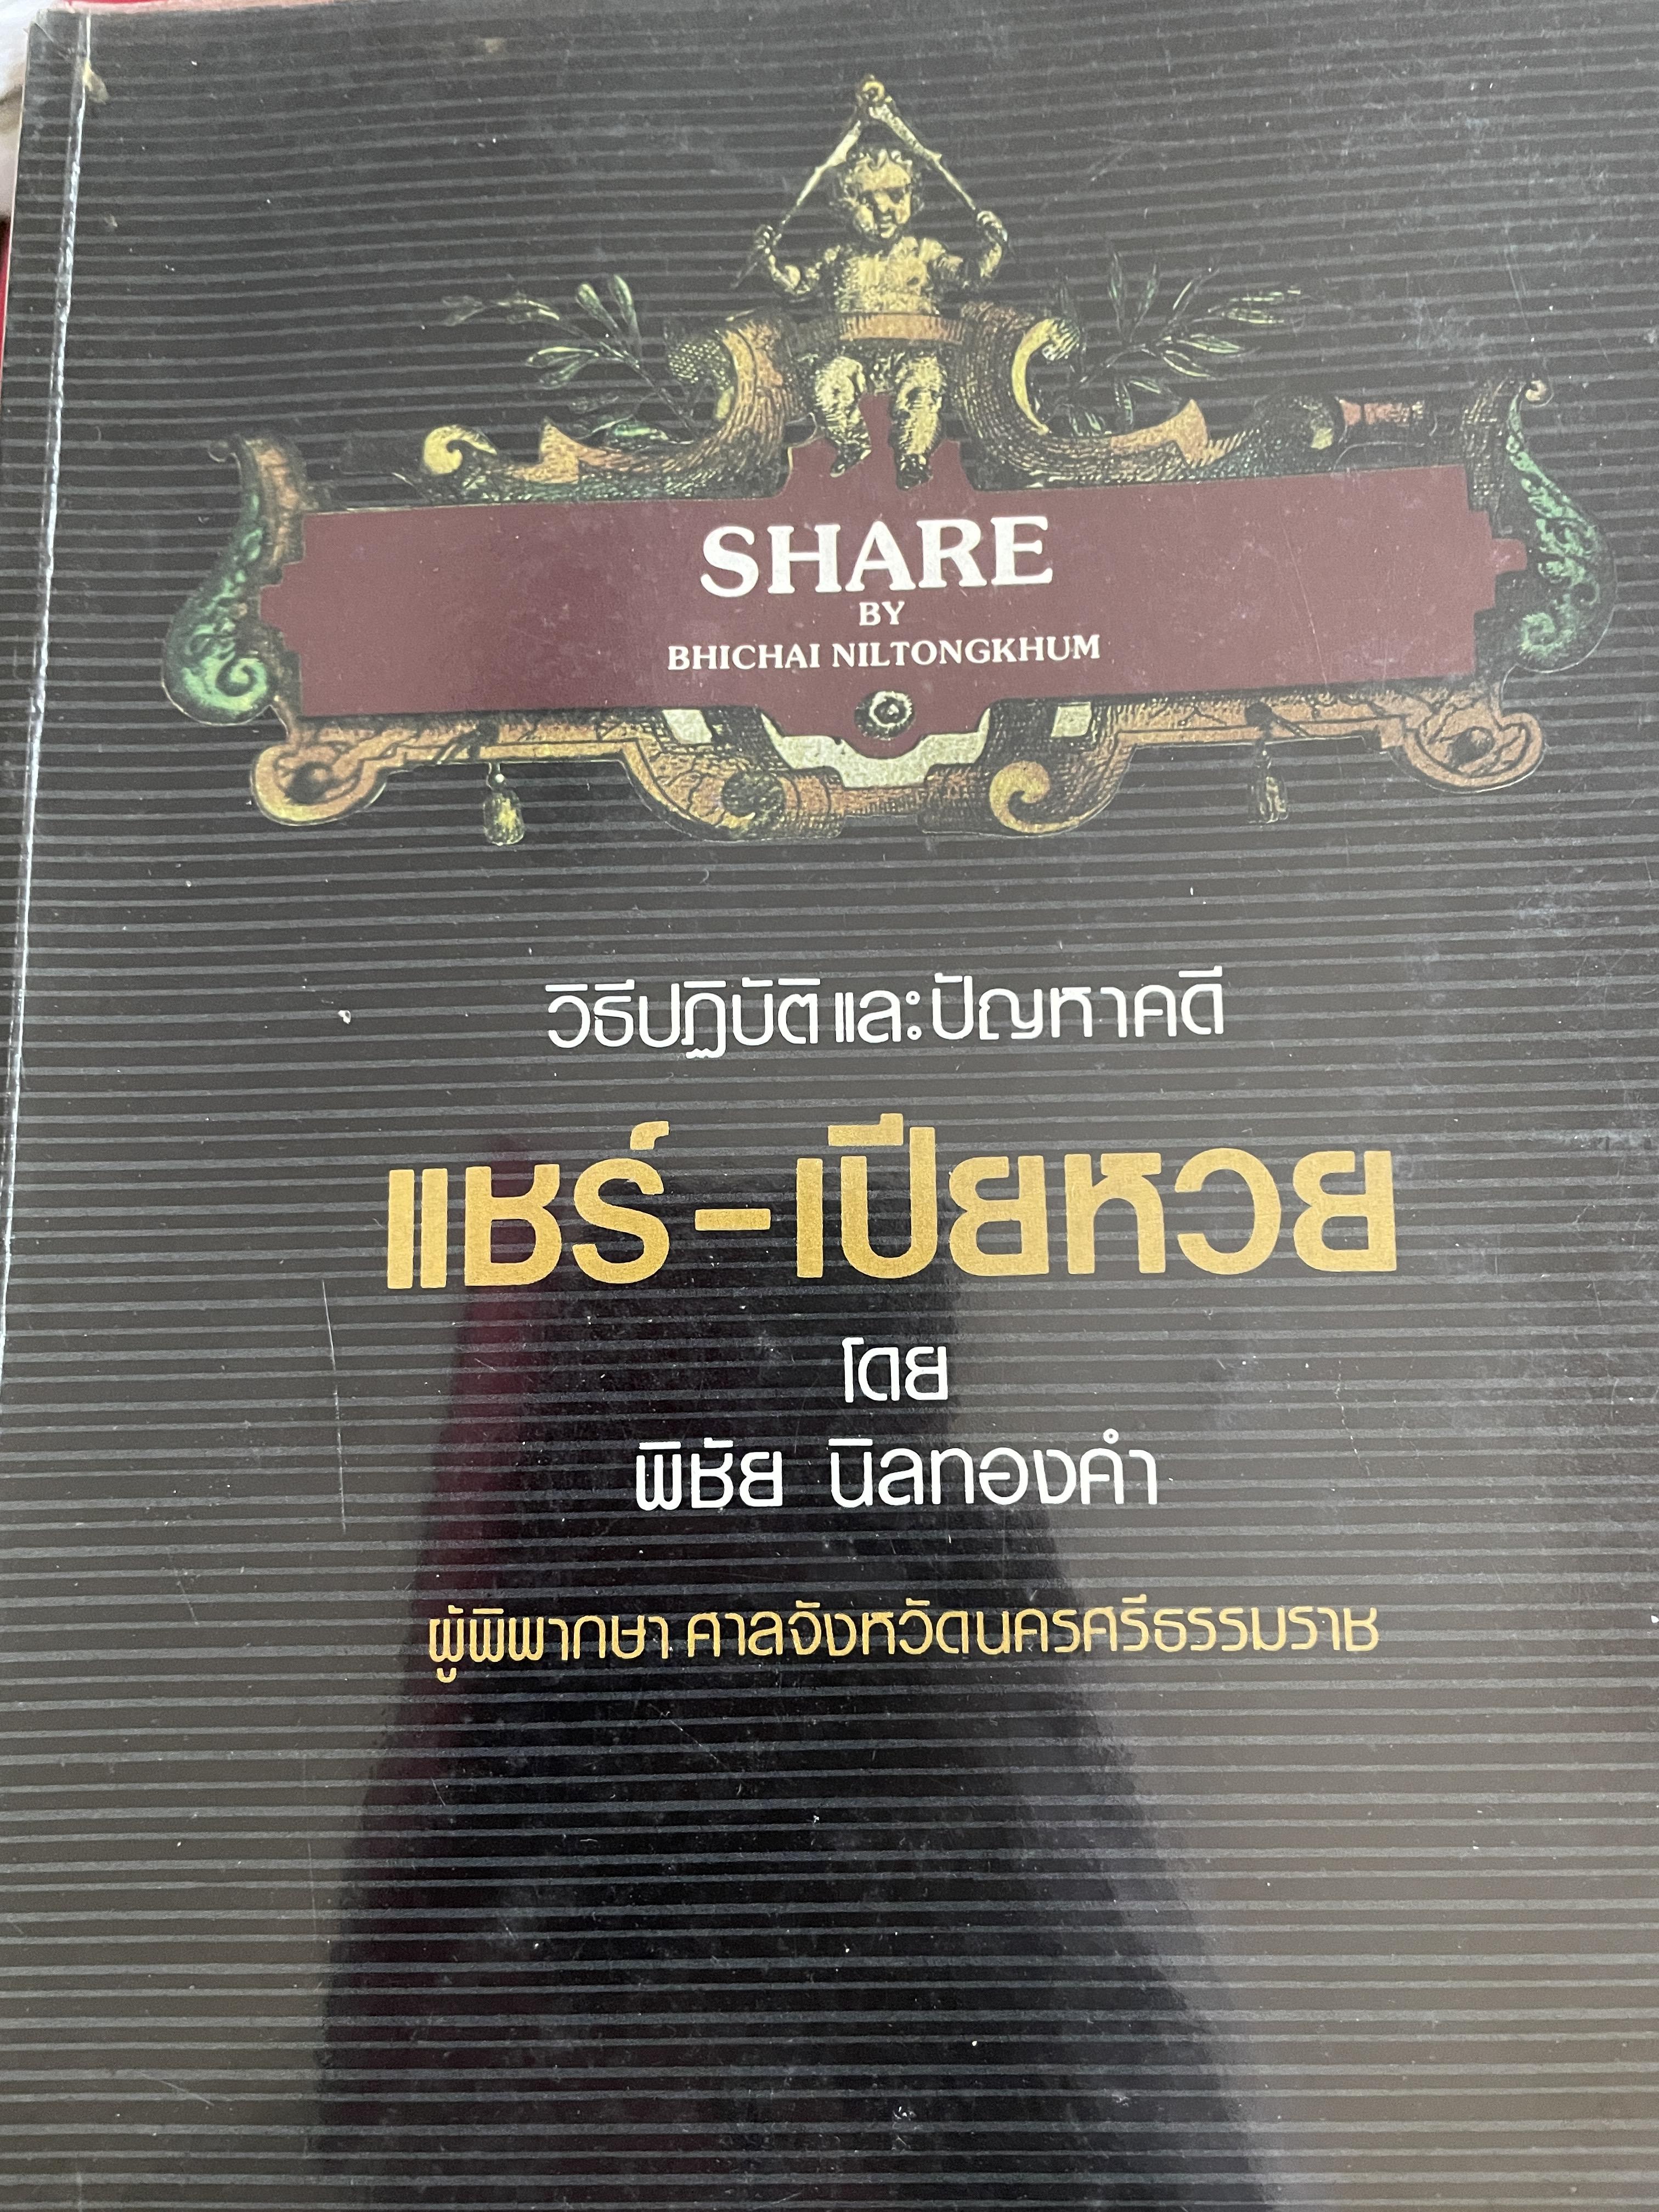 SHARE
BY
BHICHAI NILTONGKHUM
วิธีปฏิบัติและปัญหาคดี
แชร์-เปียหวย
โดย
พิชัย นิลทองคำ
ผู้พิพากษา ศาลจังหวัดนครศรีธรรมราช